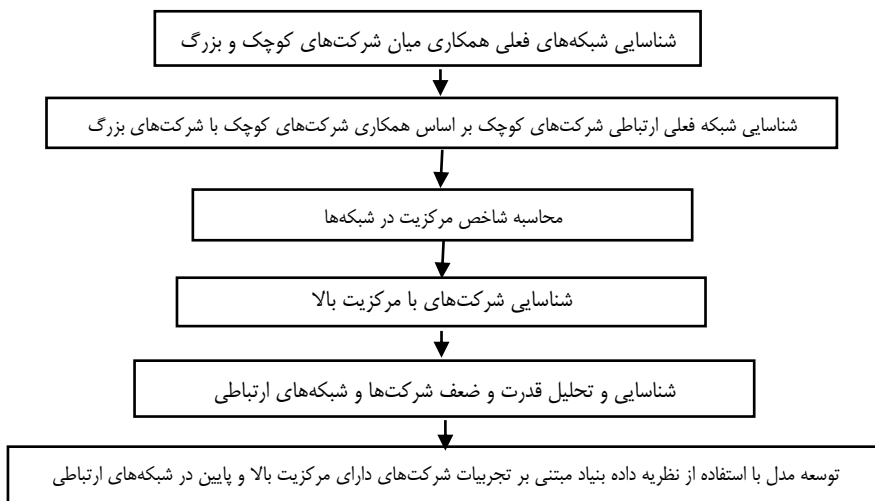 شناسایی شبکه‌های فعلی همکاری میان شرکت‌های کوچک و بزرگ
شناسایی شبکه فعلی ارتباطی شرکت‌های کوچک بر اساس همکاری شرکت‌های کوچک با شرکت‌های بزرگ
محاسبه شاخص مرکزیت در شبکه‌ها
شناسایی شرکت‌های با مرکزیت بالا
شناسایی و تحلیل قدرت و ضعف شرکت‌ها و شبکه‌های ارتباطی
توسعه مدل با استفاده از نظریه داده بنیاد مبتنی بر تجربیات شرکت‌های دارای مرکزیت بالا و پایین در شبکه‌های ارتباطی